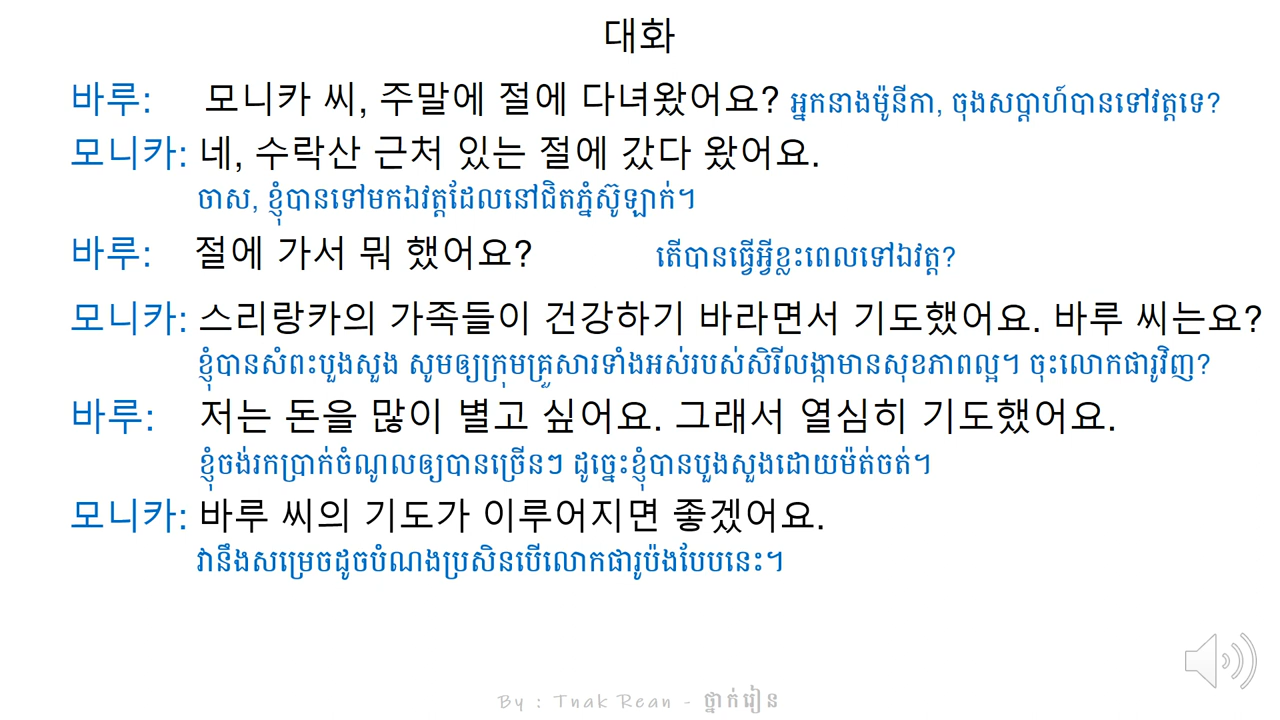 대화
바루: 모니카 씨, 주말에 절에 다녀왔어요? អ្នកនាងម៉ូនីកា, ចុងសប្តាហ៍បានទៅវត្តទេ?
모니카: 네, 수락산 근처 있는 절에 갔다 왔어요.
ចាស, ខ្ញុំបានទៅមកឯវត្តដែលនៅជិតភ្នំស៊ូឡាក់។
바루: 절에 가서 뭐 했어요? តើបានធ្វើអ្វីខ្លះពេលទៅឯវត្ត?
모니카: 스리랑카의 가족들이 건강하기 바라면서 기도했어요. 바루 씨는요?
ខ្ញុំបានសំពះបួងសួង សូមឲ្យក្រុមគ្រួសារទាំងអស់របស់សិរីលង្កាមានសុខភាពល្អ។ ចុះលោកផារូវិញ?
바루: 저는 돈을 많이 별고 싶어요. 그래서 열심히 기도했어요.
ខ្ញុំចង់រកប្រាក់ចំណូលឲ្យបានច្រើនៗ ដូច្នេះខ្ញុំបានបួងសួងដោយម៉ត់ចត់។
모니카: 바루 씨의 기도가 이루어지면 좋겠어요.
វានឹងសម្រេចដូចបំណងប្រសិនបើលោកផារូប៉ងបែបនេះ។
By : Tnak Rean - ថ្នាក់រៀន